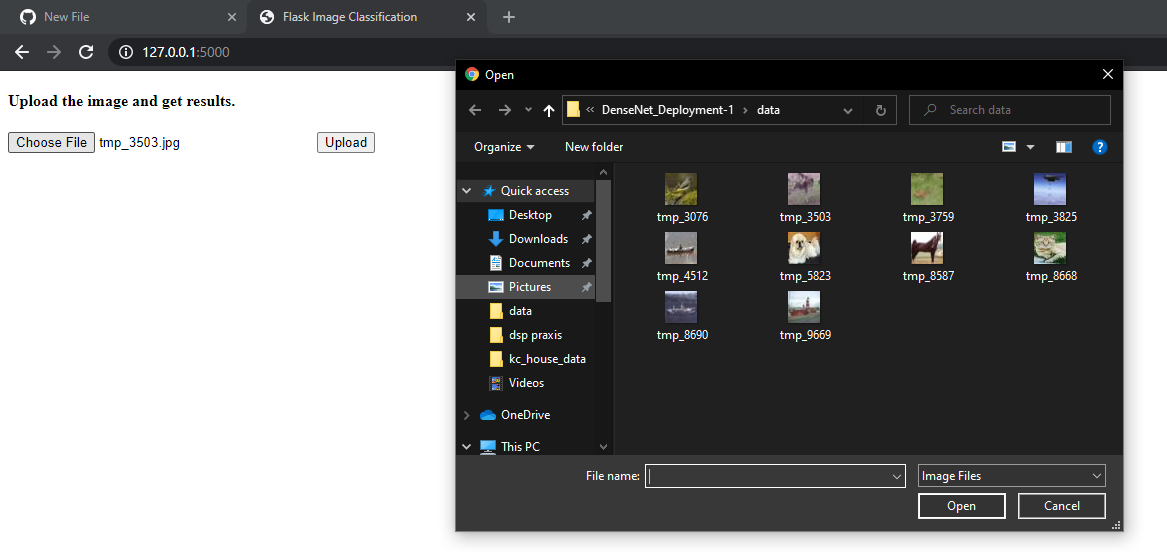 New File
Flask Image Classification
127.0.0.1:5000
Upload the image and get results.
Choose File tmp_3503.jpg Upload
Open
« DenseNet_Deployment-1 › data
Search data
Organize New folder
Quick access
Desktop
Downloads
Documents
Pictures
data
dsp praxis
kc_house_data
Videos
OneDrive
This PC
tmp_3076 tmp_3503 tmp_3759 tmp_3825
tmp_4512 tmp_5823 tmp_8587 tmp_8668
tmp_8690 tmp_9669
File name: Image Files
Open Cancel